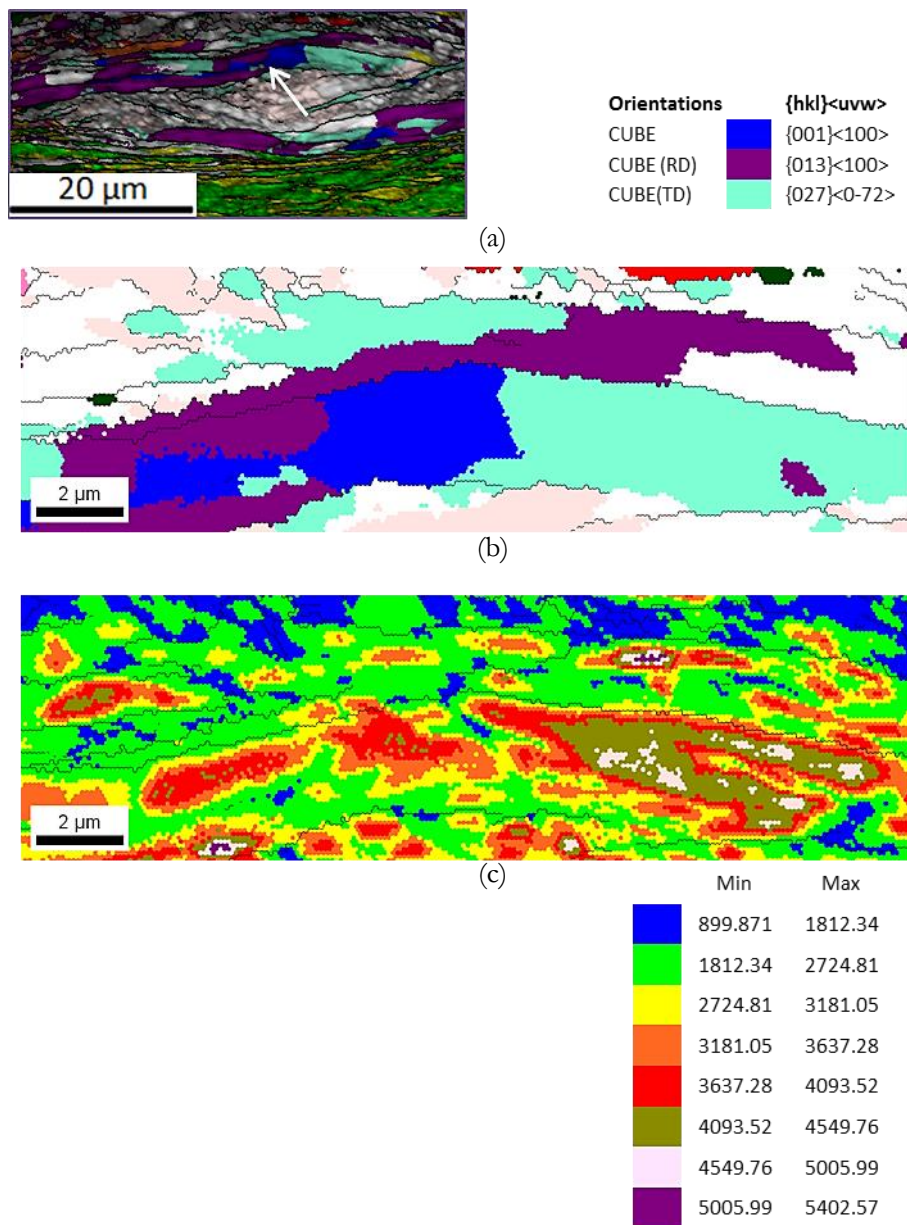 20 µm
Orientations {hkl}<uvw>
CUBE {001}<100>
CUBE (RD) {013}<100>
CUBE(TD) {027}<0-72>
(a)
2 µm
(b)
2 µm
(c)
Min Max
899.871 1812.34
1812.34 2724.81
2724.81 3181.05
3181.05 3637.28
3637.28 4093.52
4093.52 4549.76
4549.76 5005.99
5005.99 5402.57